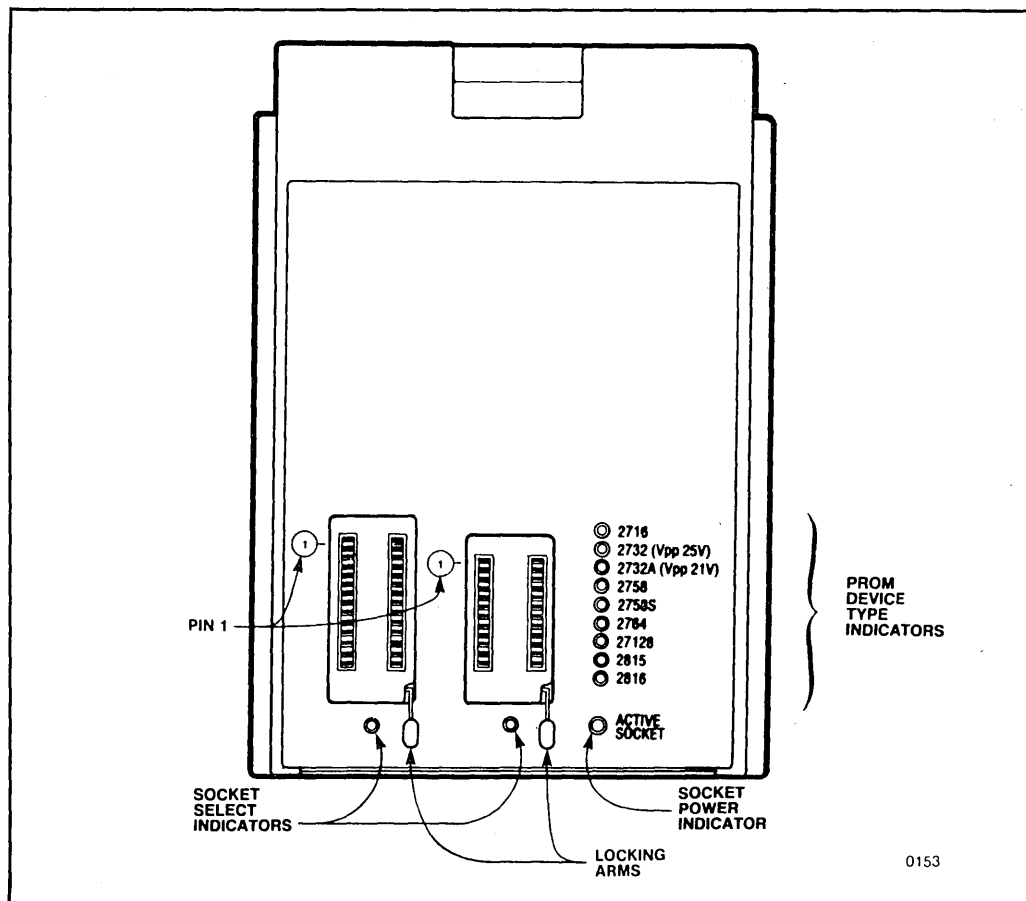 1
1
2716
2732 (Vpp 25V)
2732A (Vpp 21V)
2758
2758S
2764
27128
2815
2816
PROM
DEVICE
TYPE
INDICATORS
PIN 1
ACTIVE
SOCKET
SOCKET
SELECT
INDICATORS
SOCKET
POWER
INDICATOR
LOCKING
ARMS
0153